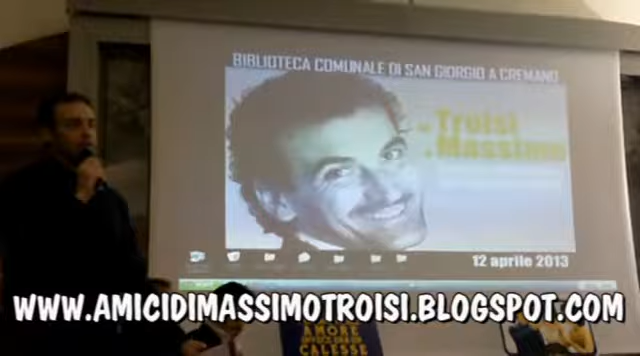 BIBLIOTECA COMUNALE DI SAN GIORGIO A CREMANO
Troisi
Massimo
12 aprile 2013
WWW.AMICIDIMASSIMOTROISI.BLOGSPOT.COM
AMORE
CALESSE